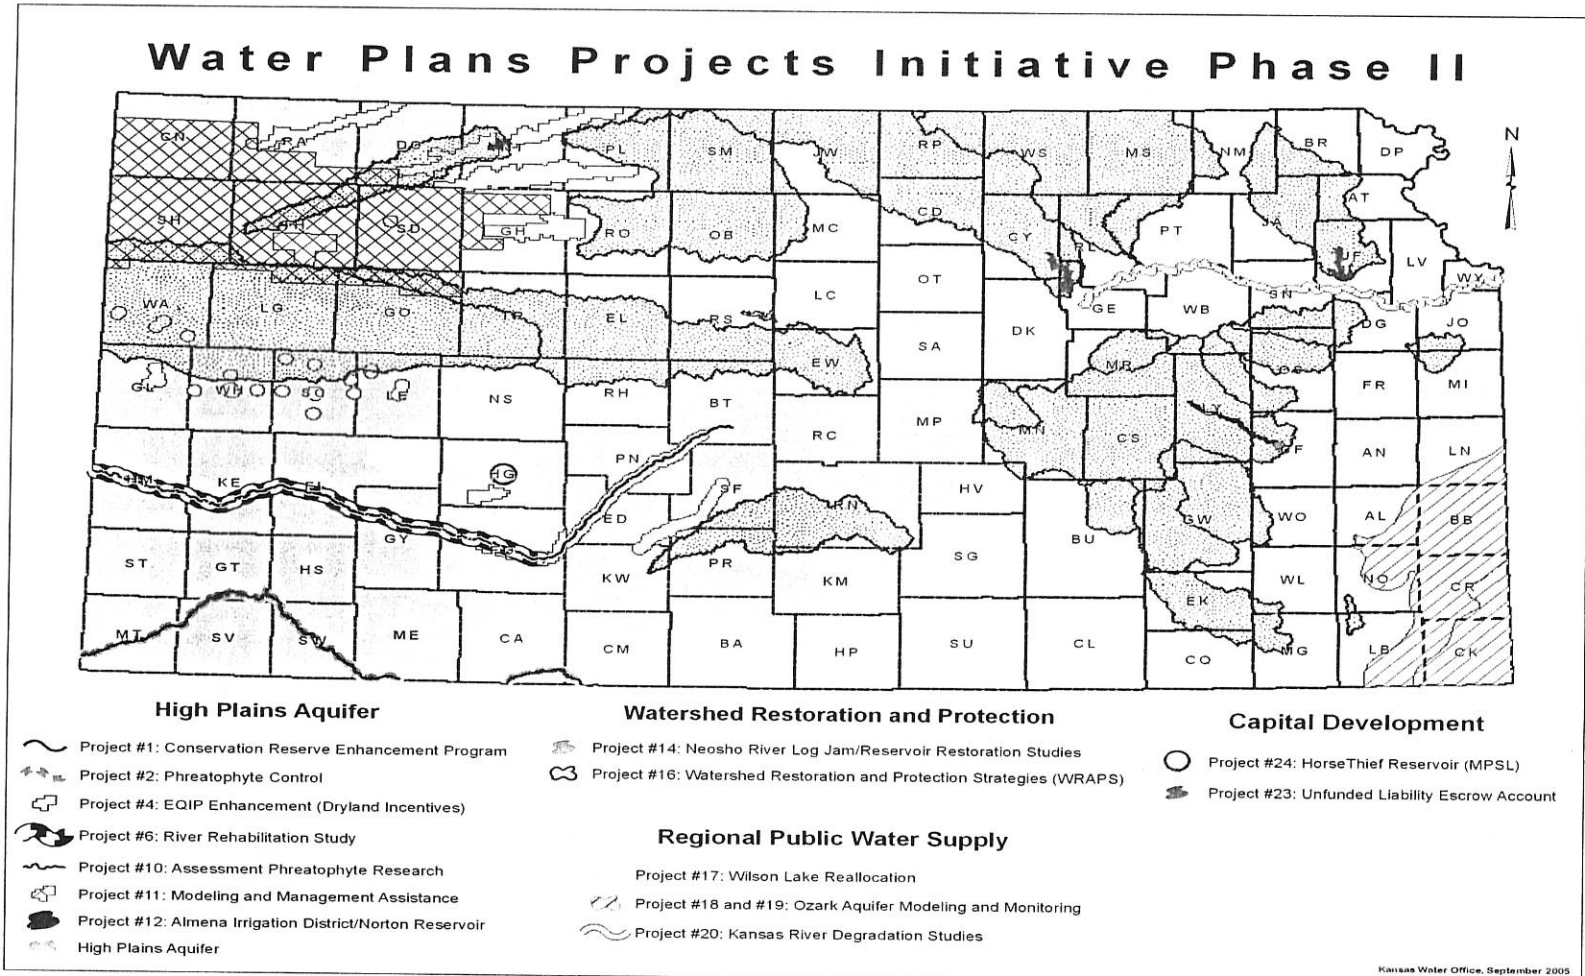 Water Plans Projects Initiative Phase II
N
CN RA DC PL SM JW RP WS MS NM BR DP
SH TH SD GH RO OB MC CD CY RL PT JA AT JF LV WY
WA LG GO TR EL RS LC OT DK GE WB SN DG JO
GL WH SC LE NS RH BT EW SA MR OS FR MI
HM KE FI HG PN RC MP MN CS LY CF AN LN
GY FO ED SF RN HV BU GW WO AL BB
ST GT HS KW PR KM SG EK WL NO CR
MT SV SW ME CA CM BA HP SU CL CQ MG LB CK
High Plains Aquifer
Project #1: Conservation Reserve Enhancement Program
Project #2: Phreatophyte Control
Project #4: EQIP Enhancement (Dryland Incentives)
Project #6: River Rehabilitation Study
Project #10: Assessment Phreatophyte Research
Project #11: Modeling and Management Assistance
Project #12: Almena Irrigation District/Norton Reservoir
High Plains Aquifer
Watershed Restoration and Protection
Project #14: Neosho River Log Jam/Reservoir Restoration Studies
Project #16: Watershed Restoration and Protection Strategies (WRAPS)
Regional Public Water Supply
Project #17: Wilson Lake Reallocation
Project #18 and #19: Ozark Aquifer Modeling and Monitoring
Project #20: Kansas River Degradation Studies
Capital Development
Project #24: HorseThief Reservoir (MPSL)
Project #23: Unfunded Liability Escrow Account
Kansas Water Office, September 2005